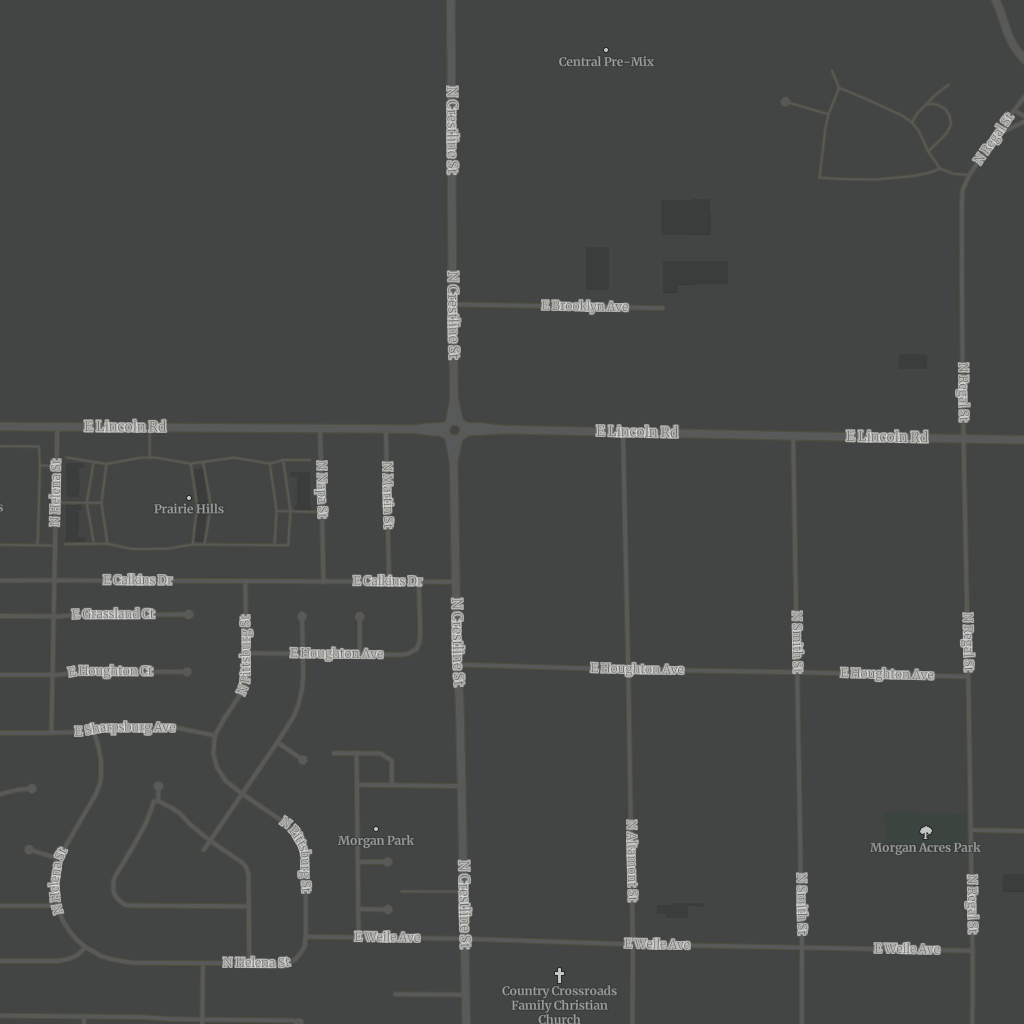 Central Pre-Mix
N Crestline St
N Regal St
N Crestline St
E Brooklyn Ave
N Regal St
E Lincoln Rd
E Lincoln Rd
E Lincoln Rd
N Helena St
N Napa St
N Martin St
Prairie Hills
s
E Calkins Dr
E Calkins Dr
E Grassland Ct
N Pittsburg St
N Crestline St
N Smith St
N Regal St
E Houghton Ave
E Houghton Ct
E Houghton Ave
E Houghton Ave
E Sharpsburg Ave
N Pittsburg St
Morgan Park
N Altamont St
Morgan Acres Park
N Helena St
N Crestline St
N Smith St
N Regal St
E Weile Ave
E Weile Ave
E Weile Ave
N Helena St
Country Crossroads
Family Christian
Church